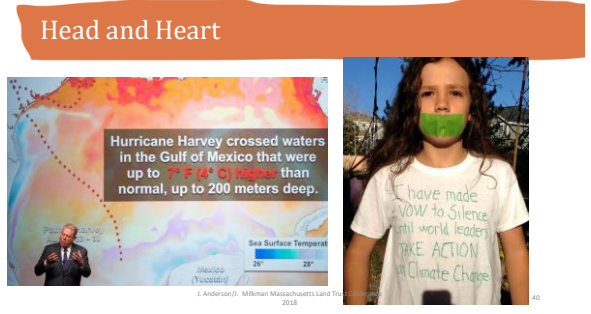 Head and Heart
Hurricane Harvey crossed waters
in the Gulf of Mexico that were
up to 7° F (4° C) higher than
normal, up to 200 meters deep.
Harvey
Sea Surface Temperat
26° 28°
Mexico
(Yucatán)
I have made
a VOW to Silence
until world leaders
TAKE ACTION
on Climate Change
J. Anderson/J. Milkman Massachusetts Land Trust
2018
40